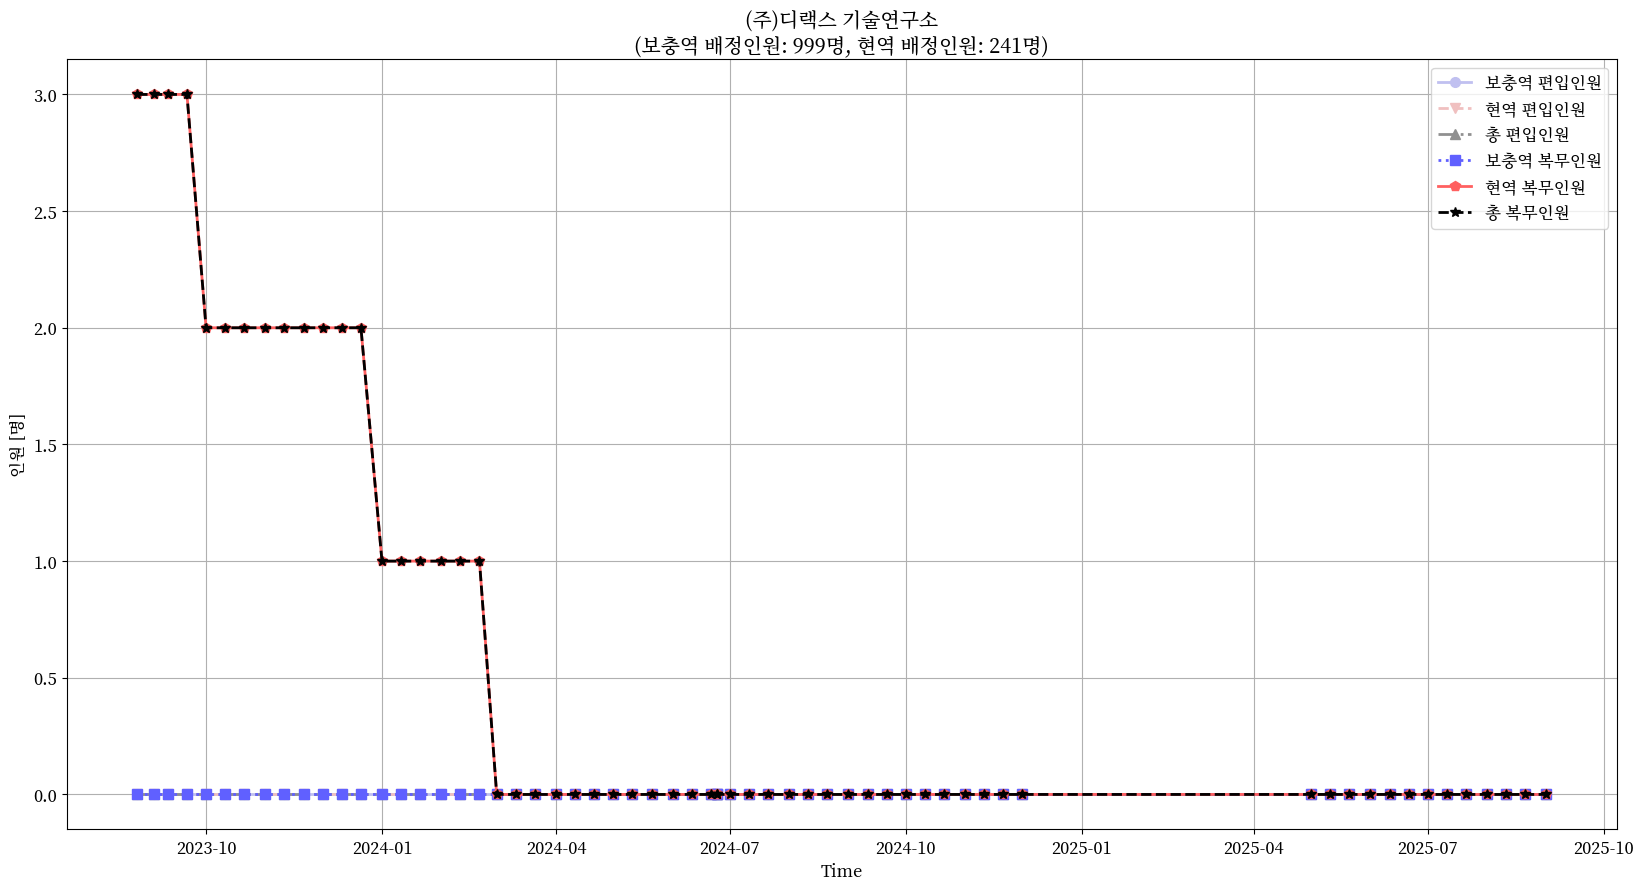 (주)디랙스 기술연구소
(보충역 배정인원: 999명, 현역 배정인원: 241명)
보충역 편입인원
현역 편입인원
총 편입인원
보충역 복무인원
현역 복무인원
총 복무인원
인원 [명]
3.0
2.5
2.0
1.5
1.0
0.5
0.0
2023-10
2024-01
2024-04
2024-07
2024-10
2025-01
2025-04
2025-07
2025-10
Time